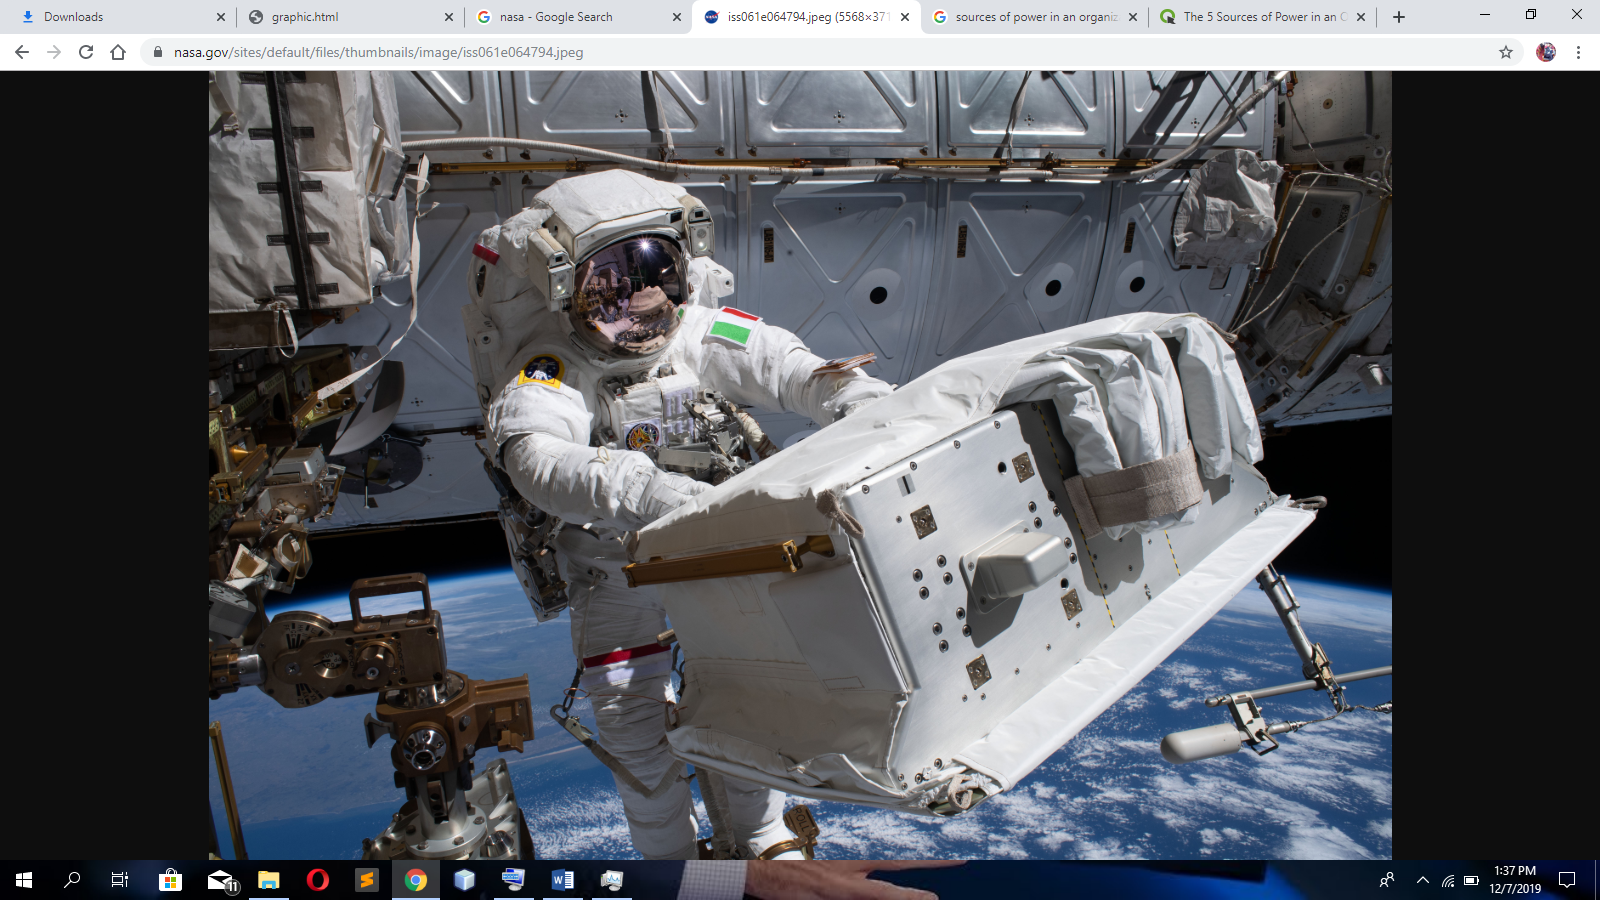 Downloads
graphic.html
nasa - Google Search
iss061e064794.jpeg (5568×371
sources of power in an organiz
The 5 Sources of Power in an O
nasa.gov/sites/default/files/thumbnails/image/iss061e064794.jpeg
11
1:37 PM
12/7/2019